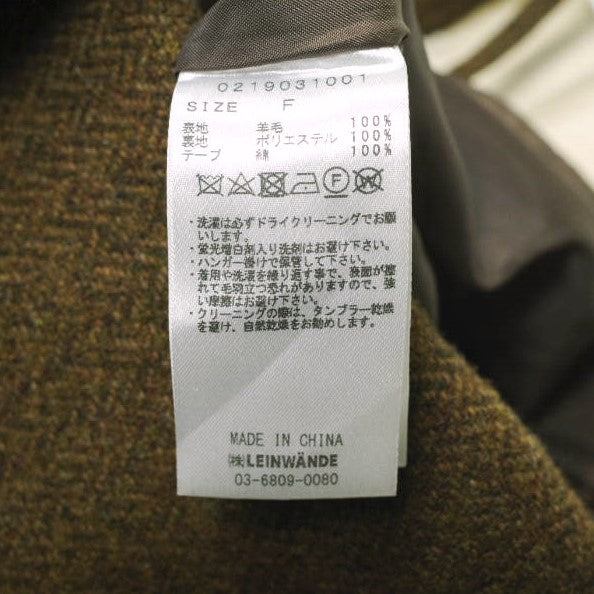 0219031001
SIZE F
表地 羊毛 100%
裏地 ポリエステル 100%
テープ 綿 100%
F W
・洗濯は必ずドライクリーニングでお願
いします。
・蛍光増白剤入り洗剤はお避け下さい。
・ハンガー掛けで保管して下さい。
・着用や洗濯を繰り返す事で、表面が擦
れて毛羽立つ恐れがありますので、強
い摩擦はお避け下さい。
・クリーニングの際は、タンブラー乾燥
を避け、自然乾燥をお勧めします。
MADE IN CHINA
㈱LEINWÄNDE
03-6809-0080